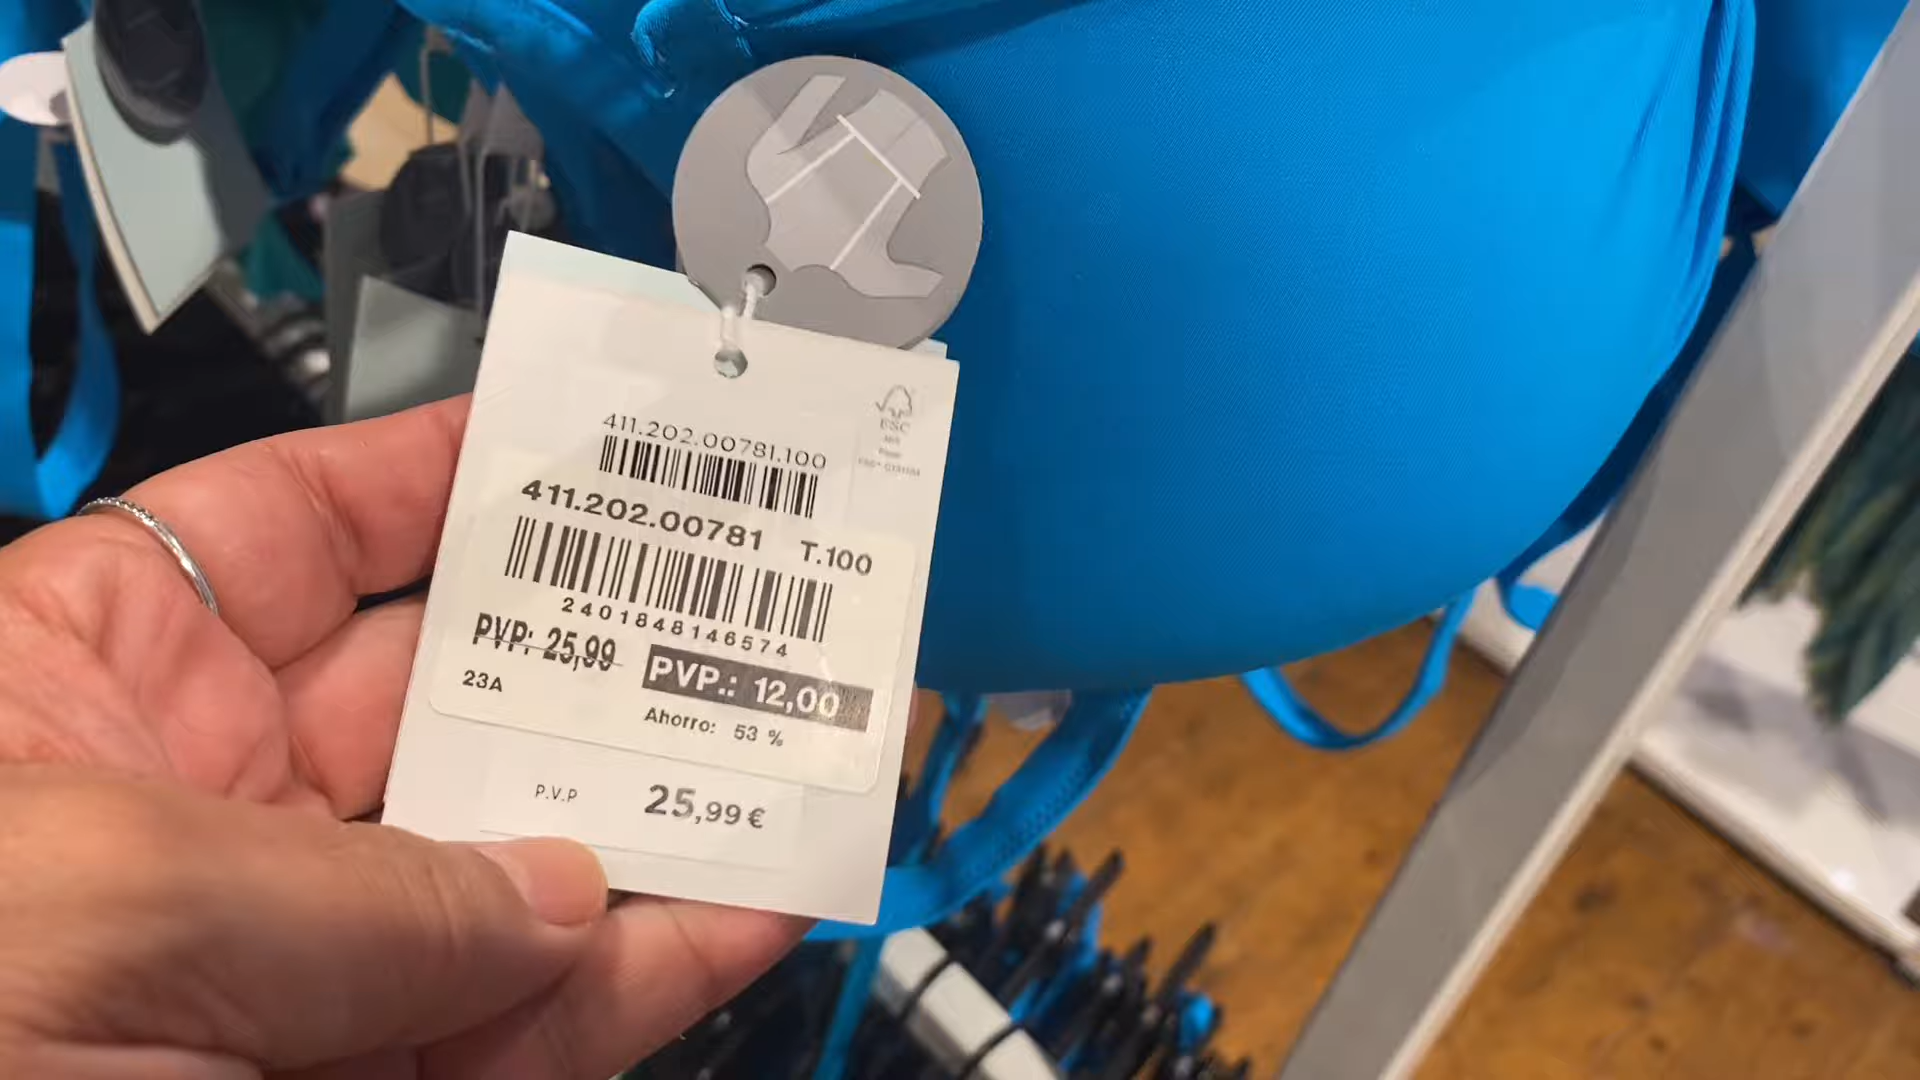 411.202.00781.100
FSC
411.202.00781 T.100
2401848146574
PVP: 25,99
PVP.: 12,00
23A
Ahorro: 53 %
P.V.P 25,99 €